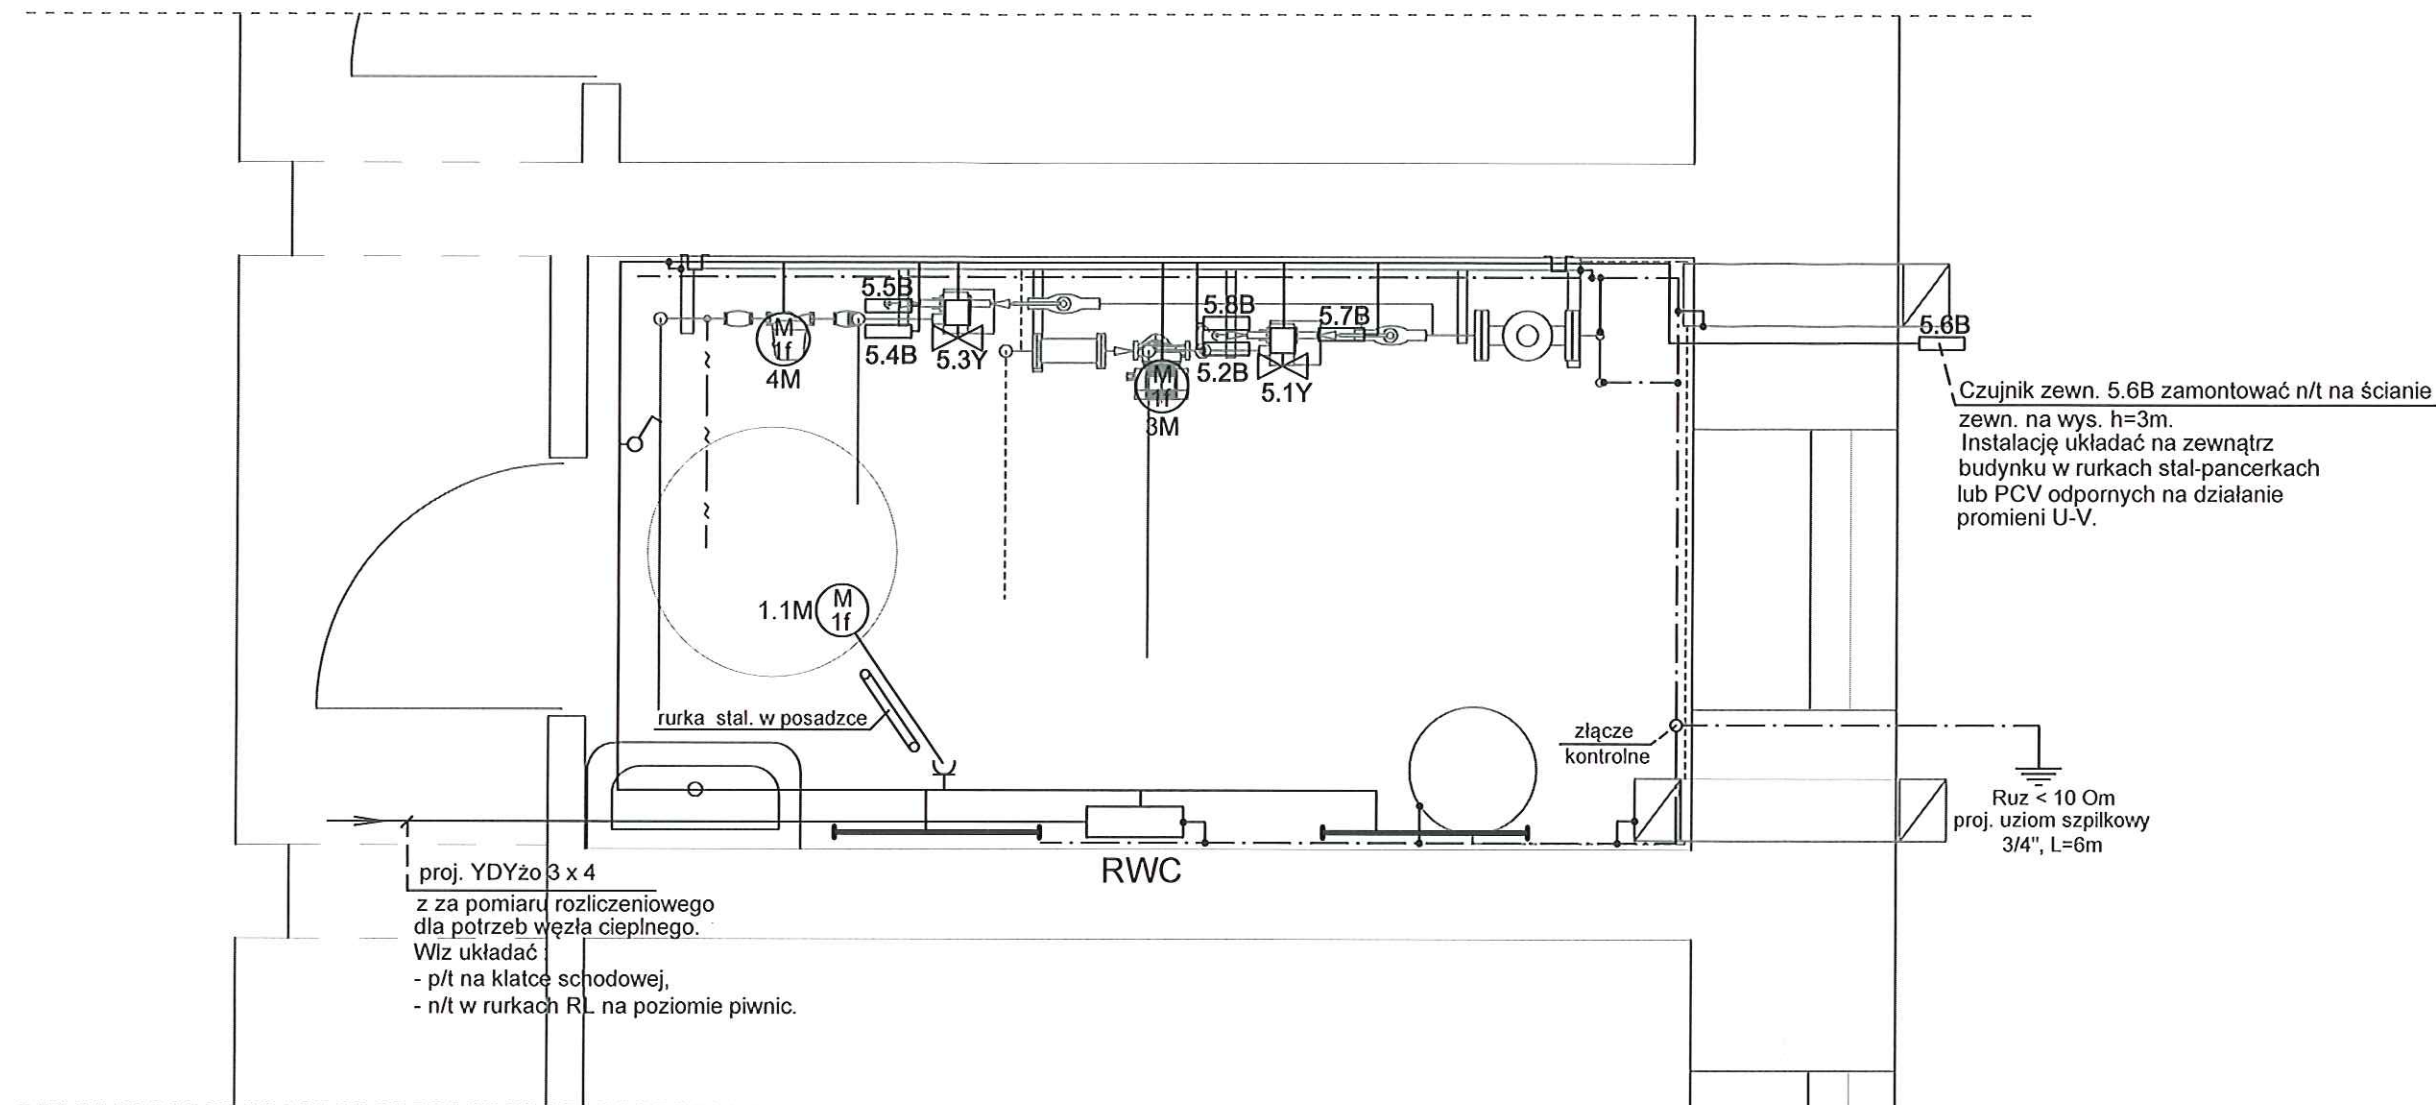 5.5B
5.8B
5.7B
5.6B
M
1f
4M
5.4B
5.3Y
M
1f
3M
5.2B
5.1Y
Czujnik zewn. 5.6B zamontować n/t na ścianie
zewn. na wys. h=3m.
Instalację układać na zewnątrz
budynku w rurkach stal-pancerkach
lub PCV odpornych na działanie
promieni U-V.
1.1M
M
1f
rurka stal. w posadzce
złącze
kontrolne
Ruz < 10 Om
proj. uziom szpilkowy
3/4", L=6m
RWC
proj. YDYżo 3 x 4
z za pomiaru rozliczeniowego
dla potrzeb węzła cieplnego.
Wlz układać :
- p/t na klatce schodowej,
- n/t w rurkach RL na poziomie piwnic.